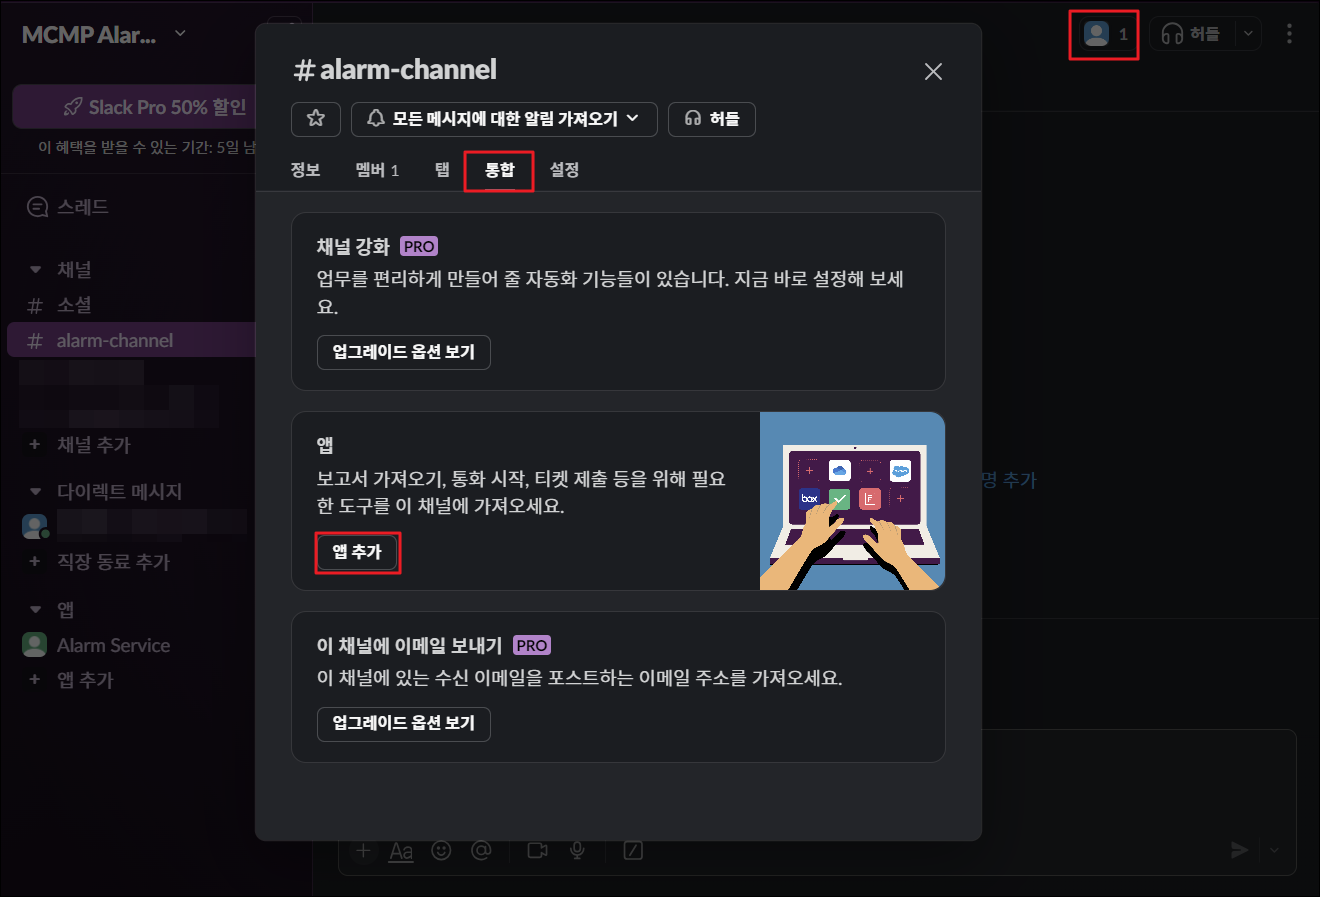 MCMP Alar...
1
허들
Slack Pro 50% 할인
이 혜택을 받을 수 있는 기간: 5일 남
스레드
채널
# 소셜
# alarm-channel
+ 채널 추가
다이렉트 메시지
+ 직장 동료 추가
앱
Alarm Service
+ 앱 추가
# alarm-channel
모든 메시지에 대한 알림 가져오기
허들
정보 멤버 1 탭 통합 설정
채널 강화 PRO
업무를 편리하게 만들어 줄 자동화 기능들이 있습니다. 지금 바로 설정해 보세
요.
업그레이드 옵션 보기
앱
보고서 가져오기, 통화 시작, 티켓 제출 등을 위해 필요
한 도구를 이 채널에 가져오세요.
앱 추가
box
이 채널에 이메일 보내기 PRO
이 채널에 있는 수신 이메일을 포스트하는 이메일 주소를 가져오세요.
업그레이드 옵션 보기
명 추가
Aa